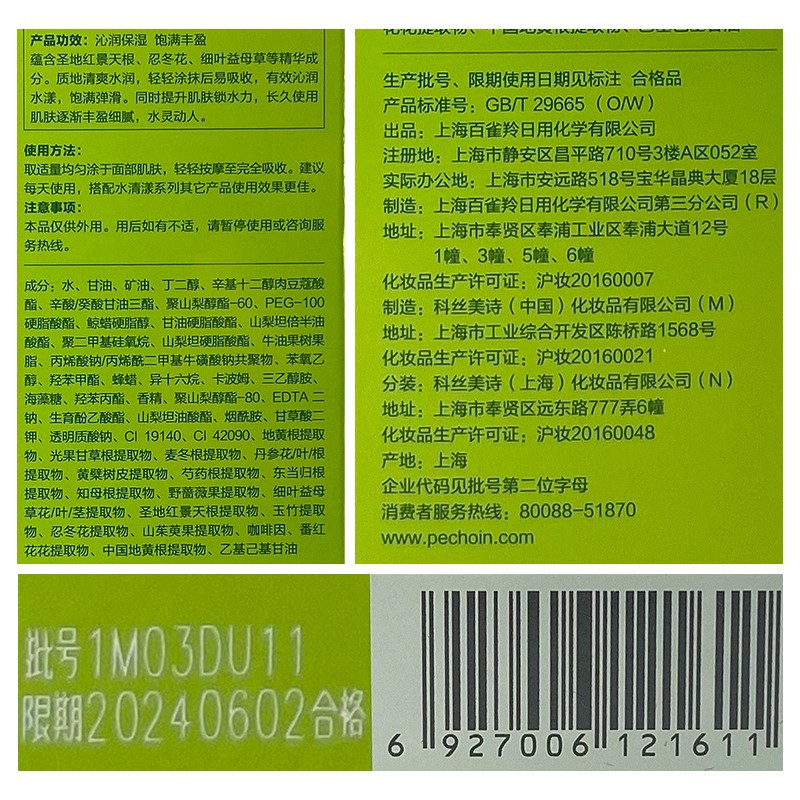 产品功效：沁润保湿 饱满丰盈
蕴含圣地红景天根、忍冬花、细叶益母草等精华成
分。质地清爽水润，轻轻涂抹后易吸收，有效沁润
水漾，饱满弹滑。同时提升肌肤锁水力，长久使用
肌肤逐渐丰盈细腻，水灵动人。
使用方法：
取适量均匀涂于面部肌肤，轻轻按摩至完全吸收。建议
每天使用，搭配水清漾系列其它产品使用效果更佳。
注意事项：
本品仅供外用。用后如有不适，请暂停使用或咨询服
务热线。
成分：水、甘油、矿油、丁二醇、辛基十二醇肉豆蔻酸
酯、辛酸/癸酸甘油三酯、聚山梨醇酯-60、PEG-100
硬脂酸酯、鲸蜡硬脂醇、甘油硬脂酸酯、山梨坦倍半油
酸酯、聚二甲基硅氧烷、山梨坦硬脂酸酯、牛油果树果
脂、丙烯酸钠/丙烯酰二甲基牛磺酸钠共聚物、苯氧乙
醇、羟苯甲酯、蜂蜡、异十六烷、卡波姆、三乙醇胺、
海藻糖、羟苯丙酯、香精、聚山梨醇酯-80、EDTA 二
钠、生育酚乙酸酯、山梨坦油酸酯、烟酰胺、甘草酸二
钾、透明质酸钠、CI 19140、CI 42090、地黄根提取
物、光果甘草根提取物、麦冬根提取物、丹参花/叶/根
提取物、黄檗树皮提取物、芍药根提取物、东当归根
提取物、知母根提取物、野蔷薇果提取物、细叶益母
草花/叶/茎提取物、圣地红景天根提取物、玉竹提取
物、忍冬花提取物、山茱萸果提取物、咖啡因、番红
花花提取物、中国地黄根提取物、乙基己基甘油
花花提取物、中国地黄根提取物、乙基己基甘油
生产批号、限期使用日期见标注 合格品
产品标准号：GB/T 29665（O/W）
出品：上海百雀羚日用化学有限公司
注册地：上海市静安区昌平路710号3楼A区052室
实际办公地：上海市安远路518号宝华晶典大厦18层
制造：上海百雀羚日用化学有限公司第三分公司（R）
地址：上海市奉贤区奉浦工业区奉浦大道12号
1幢、3幢、5幢、6幢
化妆品生产许可证：沪妆20160007
制造：科丝美诗（中国）化妆品有限公司（M）
地址：上海市工业综合开发区陈桥路1568号
化妆品生产许可证：沪妆20160021
分装：科丝美诗（上海）化妆品有限公司（N）
地址：上海市奉贤区远东路777弄6幢
化妆品生产许可证：沪妆20160048
产地：上海
企业代码见批号第二位字母
消费者服务热线：80088-51870
www.pechoin.com
批号1M03DU11
限期20240602合格
6 927006 121611